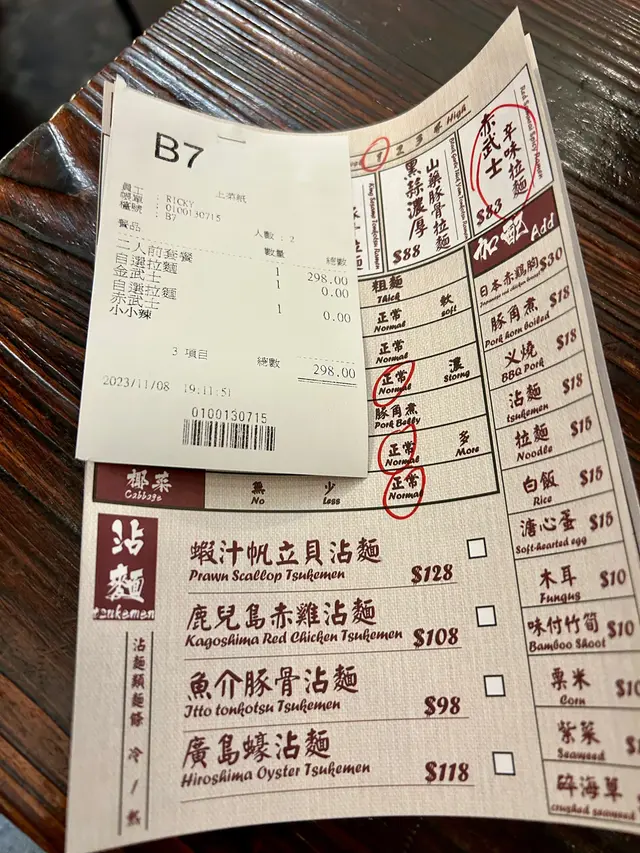 B7
上菜紙
員工 : RICKY
帳單 : 0100130715
檯號 : B7
人數 : 2
餐品 數量 總數
二人前套餐 1 298.00
自選拉麵 1 0.00
金武士
自選拉麵 1 0.00
赤武士
小小辣
3 項目 總數 298.00
2023/11/08 19:11:51
0100130715
1 2 3 4 High
黑蒜濃厚
山藥豚骨拉麵
$88
赤武士
辛味拉麵
$83
粗麵
Thick
正常
Normal
軟
soft
正常
Normal
正常
Normal
濃
Storng
豚角煮
Pork Belly
正常
Normal
多
More
椰菜
Cabbage
無
No
少
Less
正常
Normal
加配 Add
日本赤鶏胸 $30
豚角煮 $18
Pork horn boiled
义燒 $18
BBQ Pork
沾麵 $18
tsukemen
拉麵 $15
Noodle
白飯 $15
Rice
溏心蛋 $15
Soft-hearted egg
木耳 $10
Fungus
味付竹筍 $10
Bamboo Shoot
粟米 $10
Corn
紫菜
Seaweed
碎海草
crushed seaweed
沾麵
tsukemen
沾麵類麵條 冷 / 熱
蝦汁帆立貝沾麵
Prawn Scallop Tsukemen $128
鹿兒島赤雞沾麵
Kagoshima Red Chicken Tsukemen $108
魚介豚骨沾麵
Itto tonkotsu Tsukemen $98
廣島蠔沾麵
Hiroshima Oyster Tsukemen $118